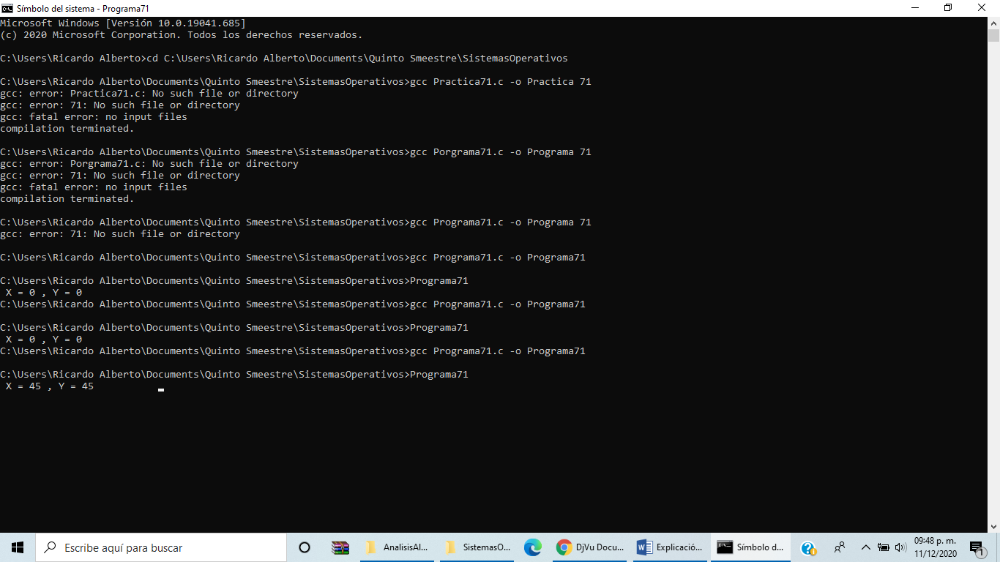 Símbolo del sistema - Programa71
Microsoft Windows [Versión 10.0.19041.685]
(c) 2020 Microsoft Corporation. Todos los derechos reservados.
C:\Users\Ricardo Alberto>cd C:\Users\Ricardo Alberto\Documents\Quinto Smeestre\SistemasOperativos
C:\Users\Ricardo Alberto\Documents\Quinto Smeestre\SistemasOperativos>gcc Practica71.c -o Practica 71
gcc: error: Practica71.c: No such file or directory
gcc: error: 71: No such file or directory
gcc: fatal error: no input files
compilation terminated.
C:\Users\Ricardo Alberto\Documents\Quinto Smeestre\SistemasOperativos>gcc Porgrama71.c -o Programa 71
gcc: error: Porgrama71.c: No such file or directory
gcc: error: 71: No such file or directory
gcc: fatal error: no input files
compilation terminated.
C:\Users\Ricardo Alberto\Documents\Quinto Smeestre\SistemasOperativos>gcc Programa71.c -o Programa 71
gcc: error: 71: No such file or directory
C:\Users\Ricardo Alberto\Documents\Quinto Smeestre\SistemasOperativos>gcc Programa71.c -o Programa71
C:\Users\Ricardo Alberto\Documents\Quinto Smeestre\SistemasOperativos>Programa71
X = 0 , Y = 0
C:\Users\Ricardo Alberto\Documents\Quinto Smeestre\SistemasOperativos>gcc Programa71.c -o Programa71
C:\Users\Ricardo Alberto\Documents\Quinto Smeestre\SistemasOperativos>Programa71
X = 0 , Y = 0
C:\Users\Ricardo Alberto\Documents\Quinto Smeestre\SistemasOperativos>gcc Programa71.c -o Programa71
C:\Users\Ricardo Alberto\Documents\Quinto Smeestre\SistemasOperativos>Programa71
X = 45 , Y = 45
Escribe aquí para buscar
AnalisisAl...
SistemasO...
DjVu Docu...
Explicació...
Símbolo d...
09:48 p. m.
11/12/2020
1